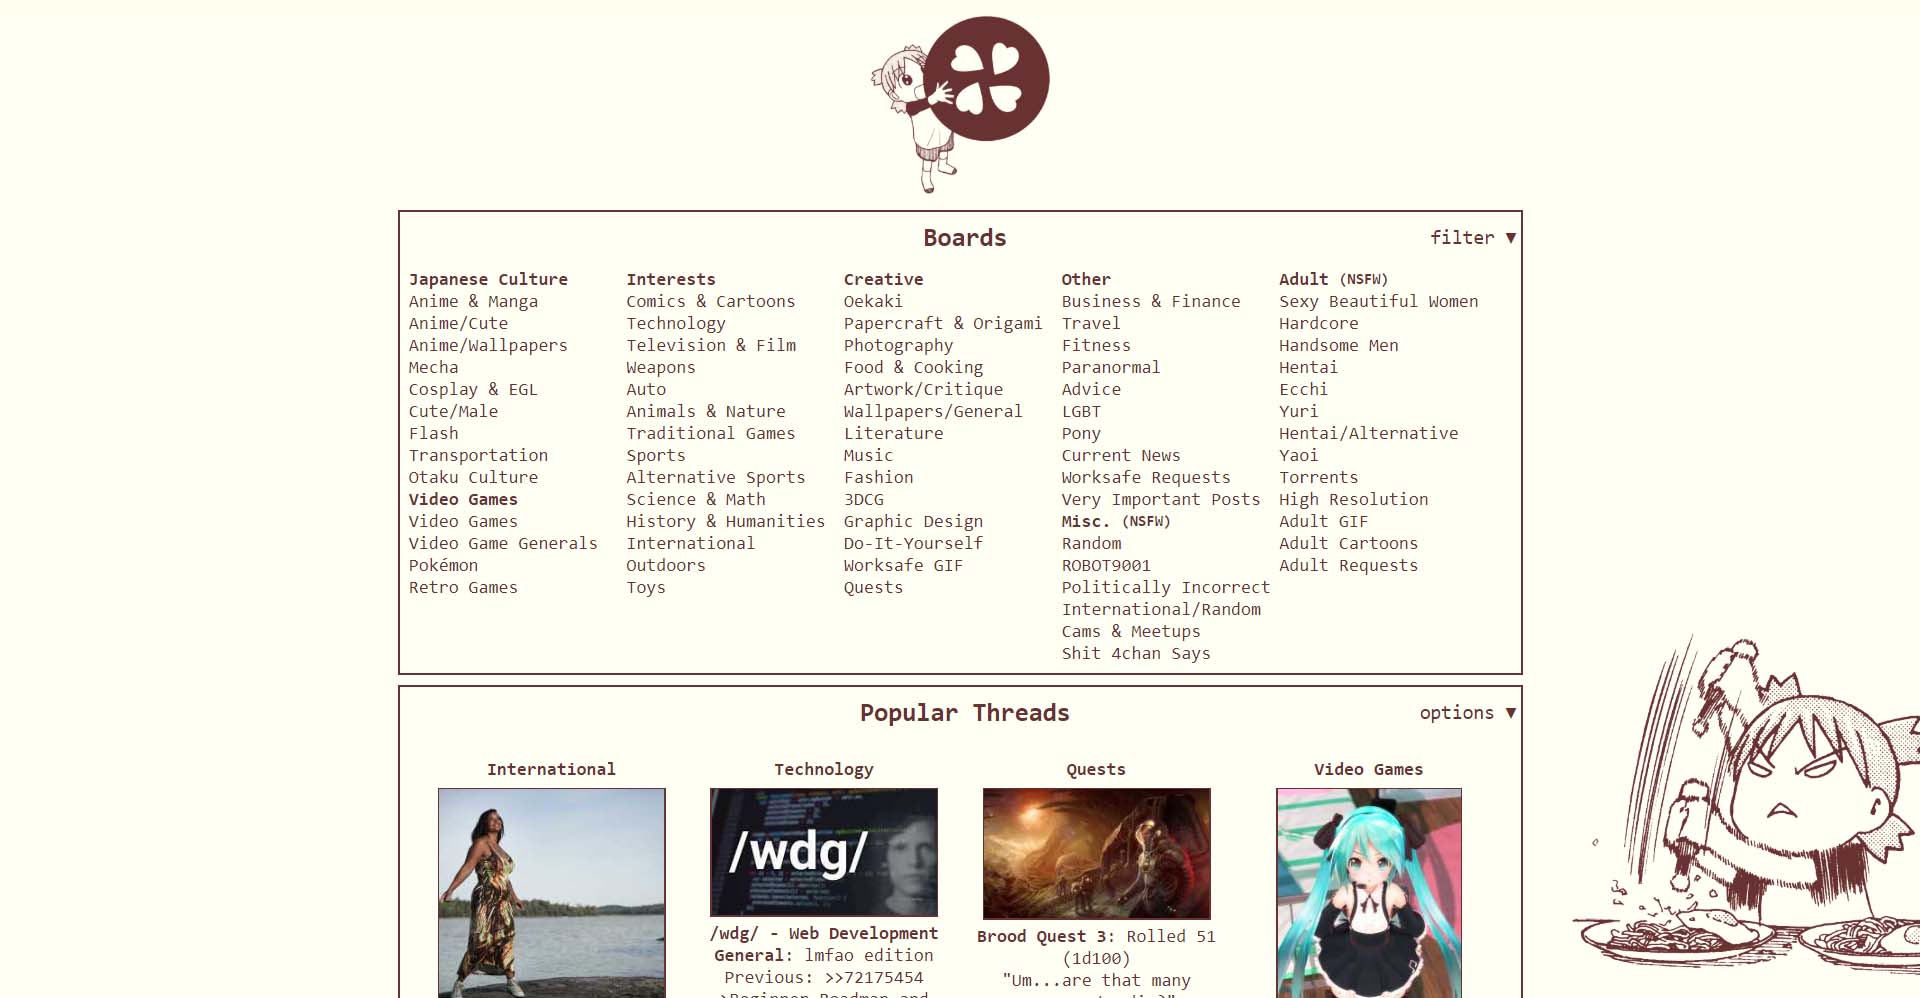 Boards
filter ▼
Japanese Culture
Anime & Manga
Anime/Cute
Anime/Wallpapers
Mecha
Cosplay & EGL
Cute/Male
Flash
Transportation
Otaku Culture
Video Games
Video Games
Video Game Generals
Pokémon
Retro Games
Interests
Comics & Cartoons
Technology
Television & Film
Weapons
Auto
Animals & Nature
Traditional Games
Sports
Alternative Sports
Science & Math
History & Humanities
International
Outdoors
Toys
Creative
Oekaki
Papercraft & Origami
Photography
Food & Cooking
Artwork/Critique
Wallpapers/General
Literature
Music
Fashion
3DCG
Graphic Design
Do-It-Yourself
Worksafe GIF
Quests
Other
Business & Finance
Travel
Fitness
Paranormal
Advice
LGBT
Pony
Current News
Worksafe Requests
Very Important Posts
Misc. (NSFW)
Random
ROBOT9001
Politically Incorrect
International/Random
Cams & Meetups
Shit 4chan Says
Adult (NSFW)
Sexy Beautiful Women
Hardcore
Handsome Men
Hentai
Ecchi
Yuri
Hentai/Alternative
Yaoi
Torrents
High Resolution
Adult GIF
Adult Cartoons
Adult Requests
Popular Threads
options ▼
International
Technology
/wdg/
/wdg/ - Web Development
General: lmfao edition
Previous: >>72175454
>Beginner Roadmap and
Quests
Brood Quest 3: Rolled 51
(1d100)
"Um...are that many
Video Games